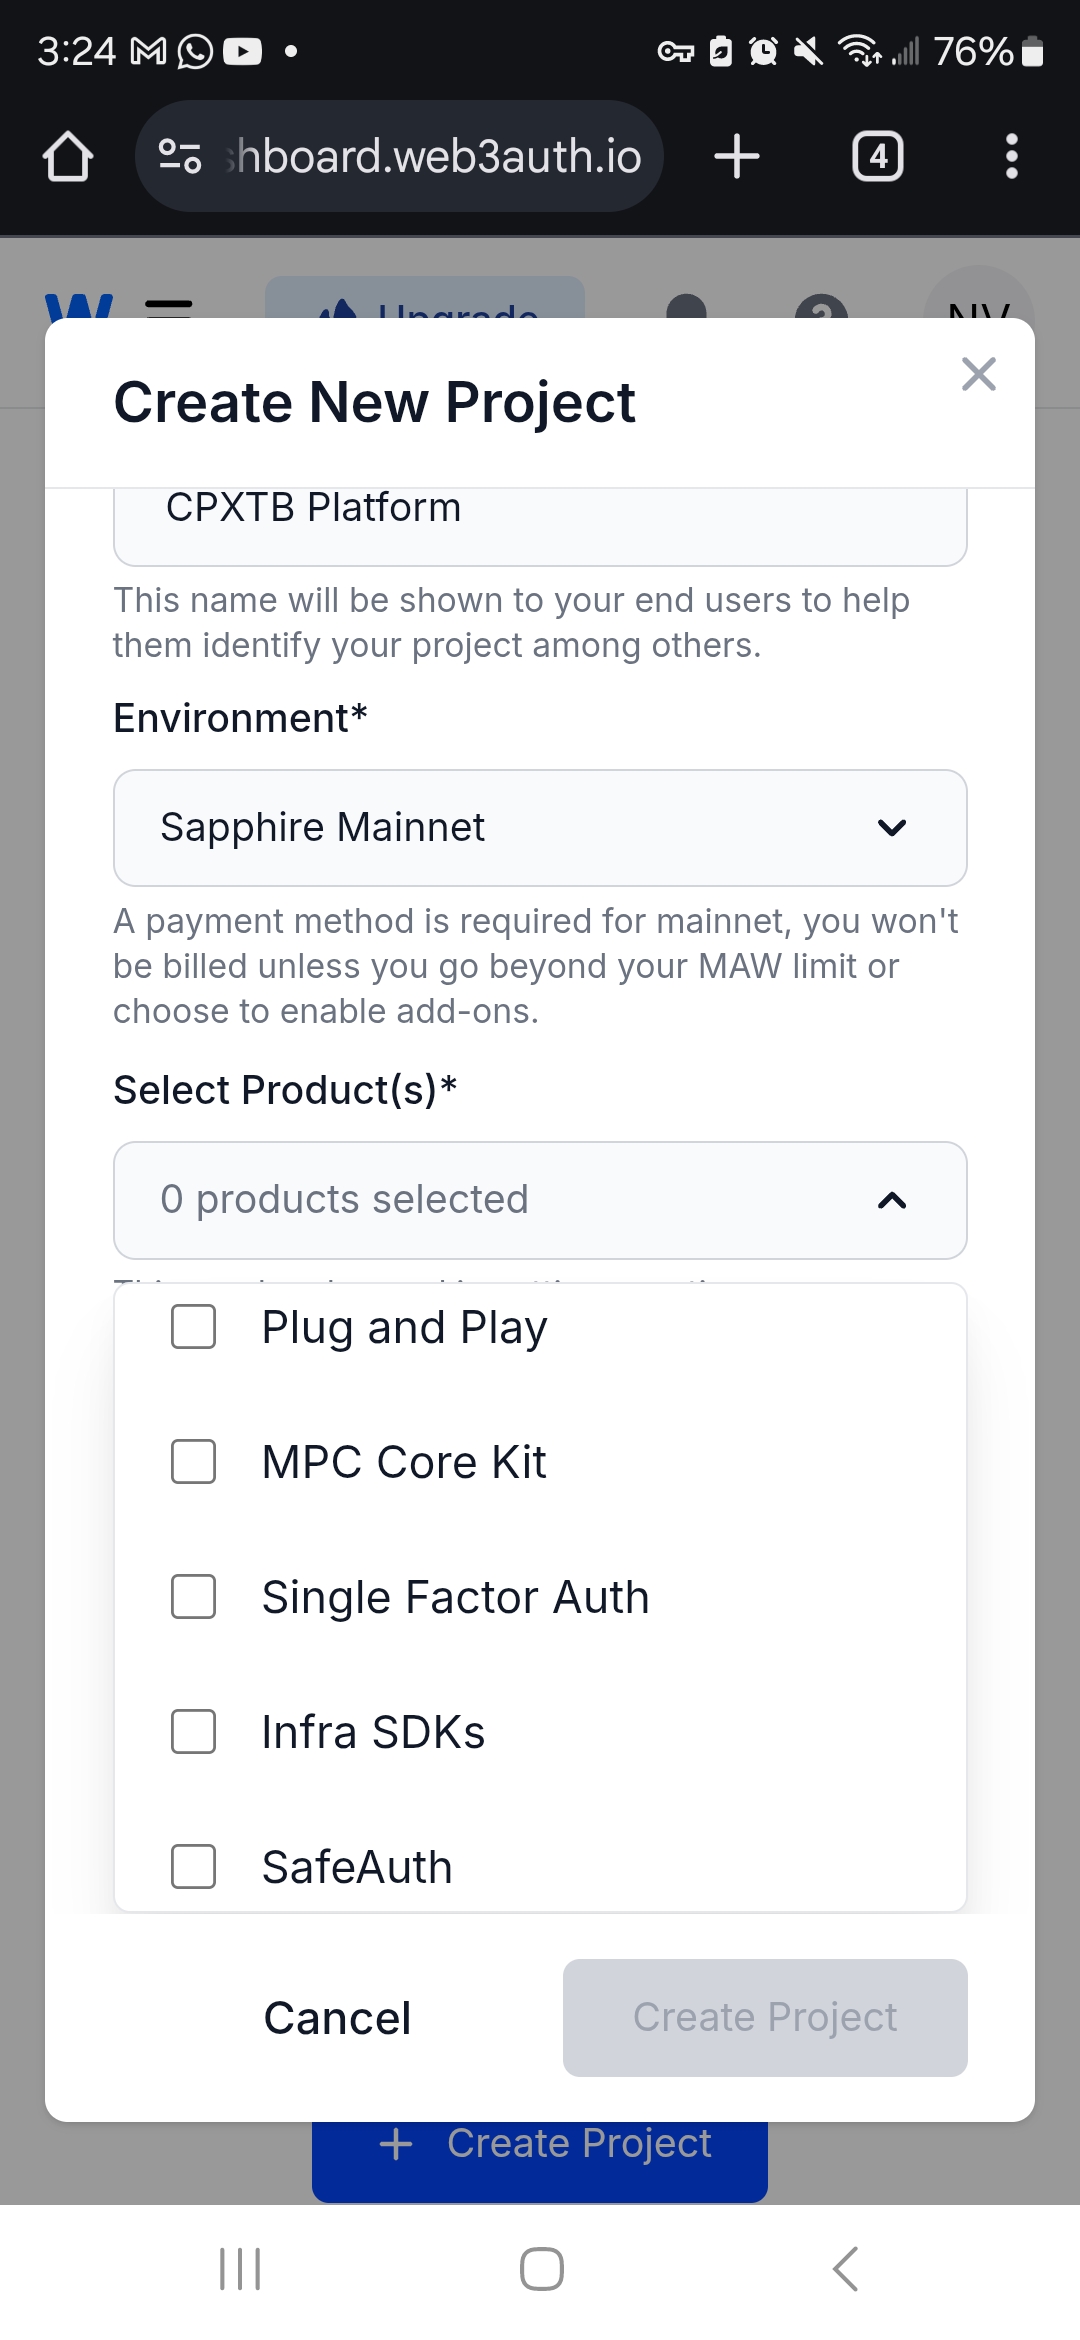 3:24
76%
shboard.web3auth.io
4
Upgrade
NV
Create New Project
CPXTB Platform
This name will be shown to your end users to help
them identify your project among others.
Environment*
Sapphire Mainnet
A payment method is required for mainnet, you won't
be billed unless you go beyond your MAW limit or
choose to enable add-ons.
Select Product(s)*
0 products selected
Plug and Play
MPC Core Kit
Single Factor Auth
Infra SDKs
SafeAuth
Cancel
Create Project
+ Create Project